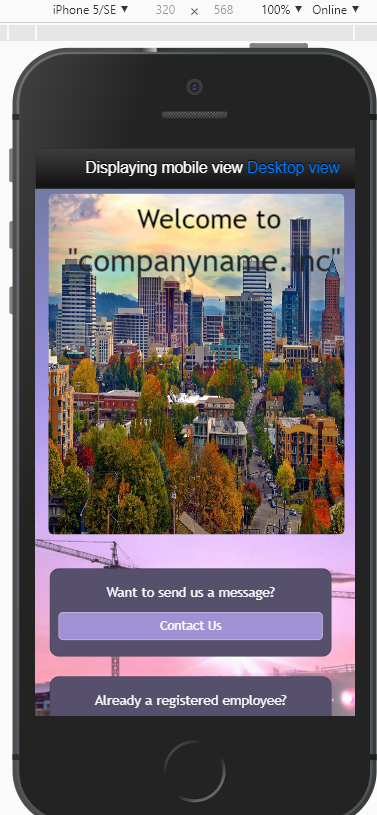 iPhone 5/SE ▼ 320 × 568 100% ▼ Online ▼
Displaying mobile view Desktop view
Welcome to
"companyname.inc"
Want to send us a message?
Contact Us
Already a registered employee?